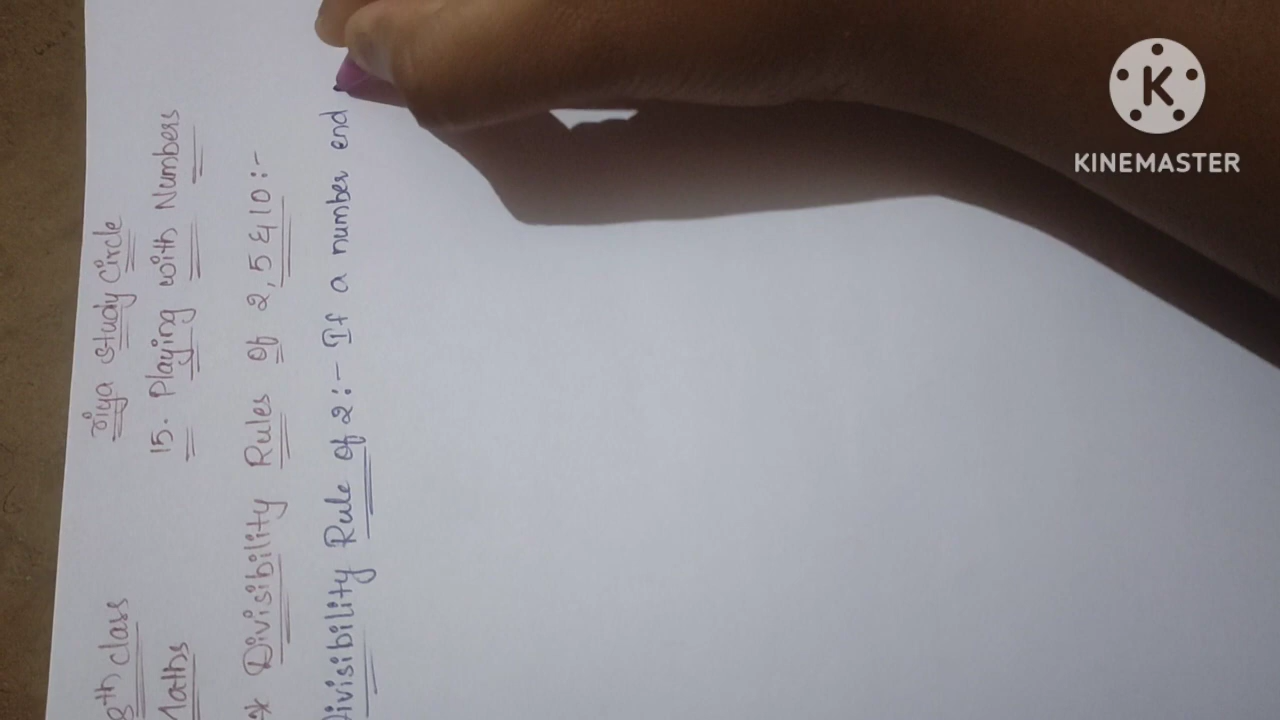 riya study Circle
8th class
15. Playing with Numbers
Maths
* Divisibility Rules of 2, 5 & 10:-
Divisibility Rule of 2:- If a number end
KINEMASTER